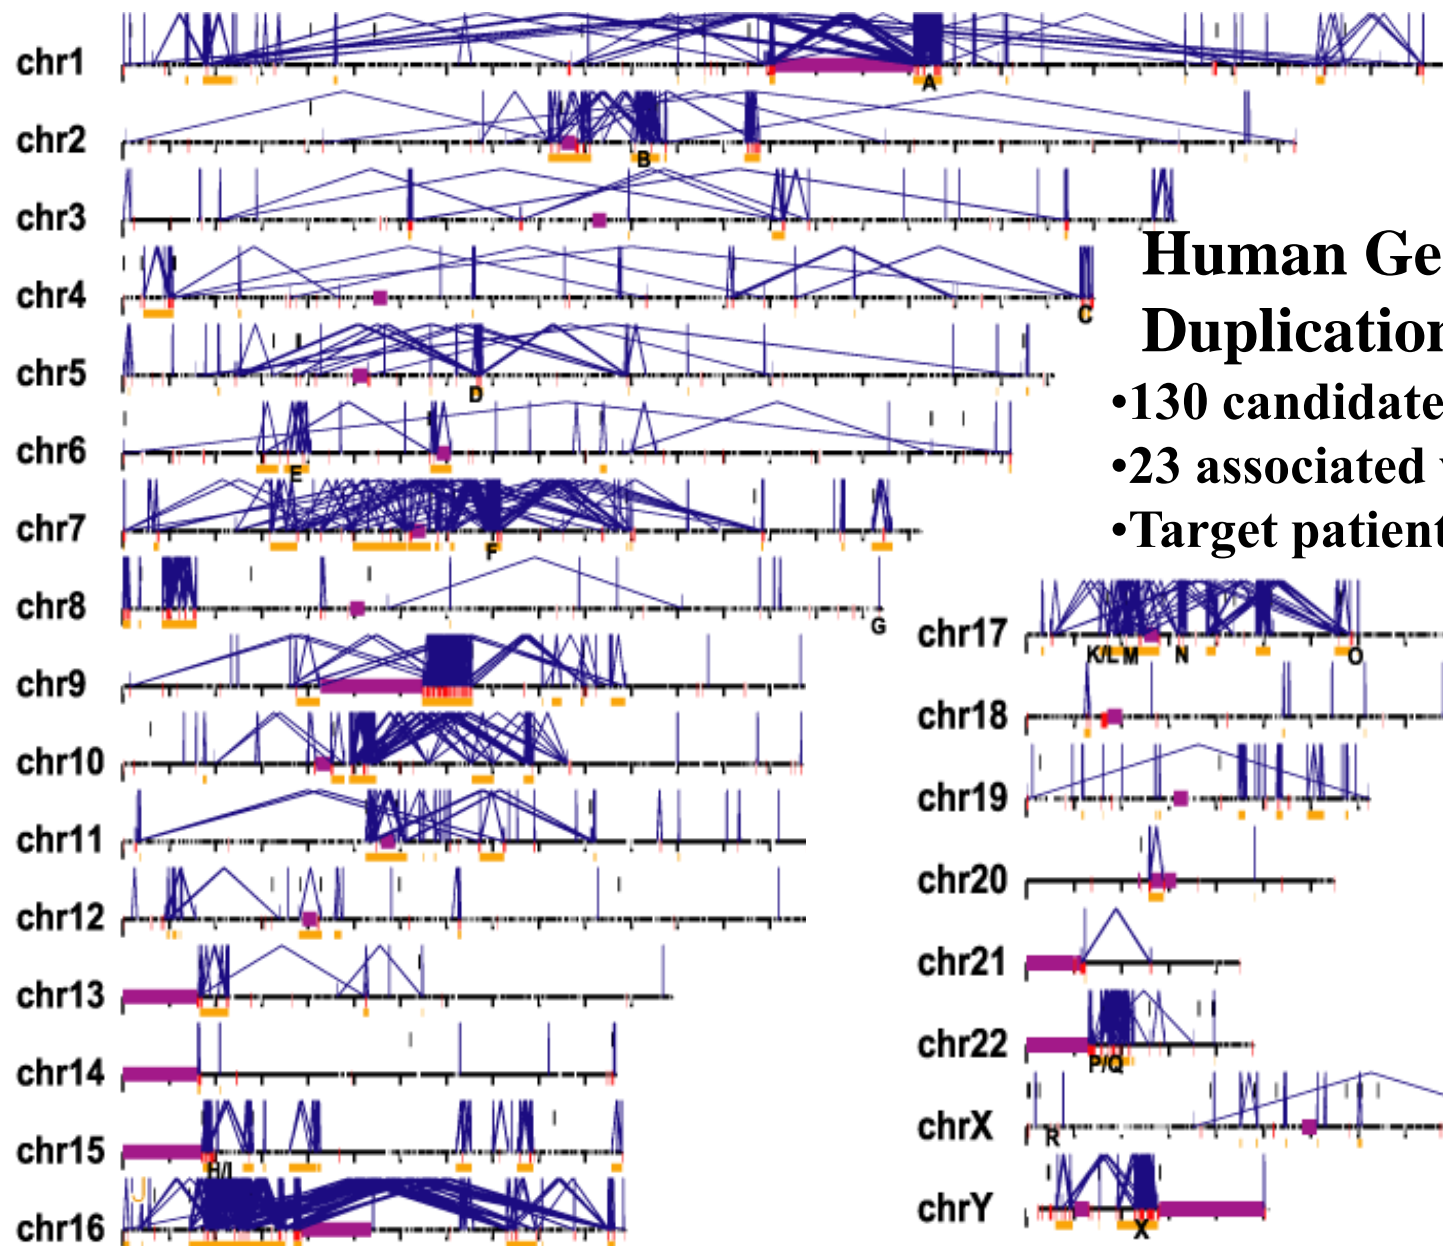 chr1
A
chr2
B
chr3
chr4
C
chr5
D
chr6
E
chr7
F
chr8
G
chr9
chr10
chr11
chr12
chr13
chr14
chr15
H/I
J
chr16
Human Ge
Duplication
•130 candidate
•23 associated
•Target patient
chr17
K/L M N O
chr18
chr19
chr20
chr21
chr22
P/Q
chrX
R
chrY
X